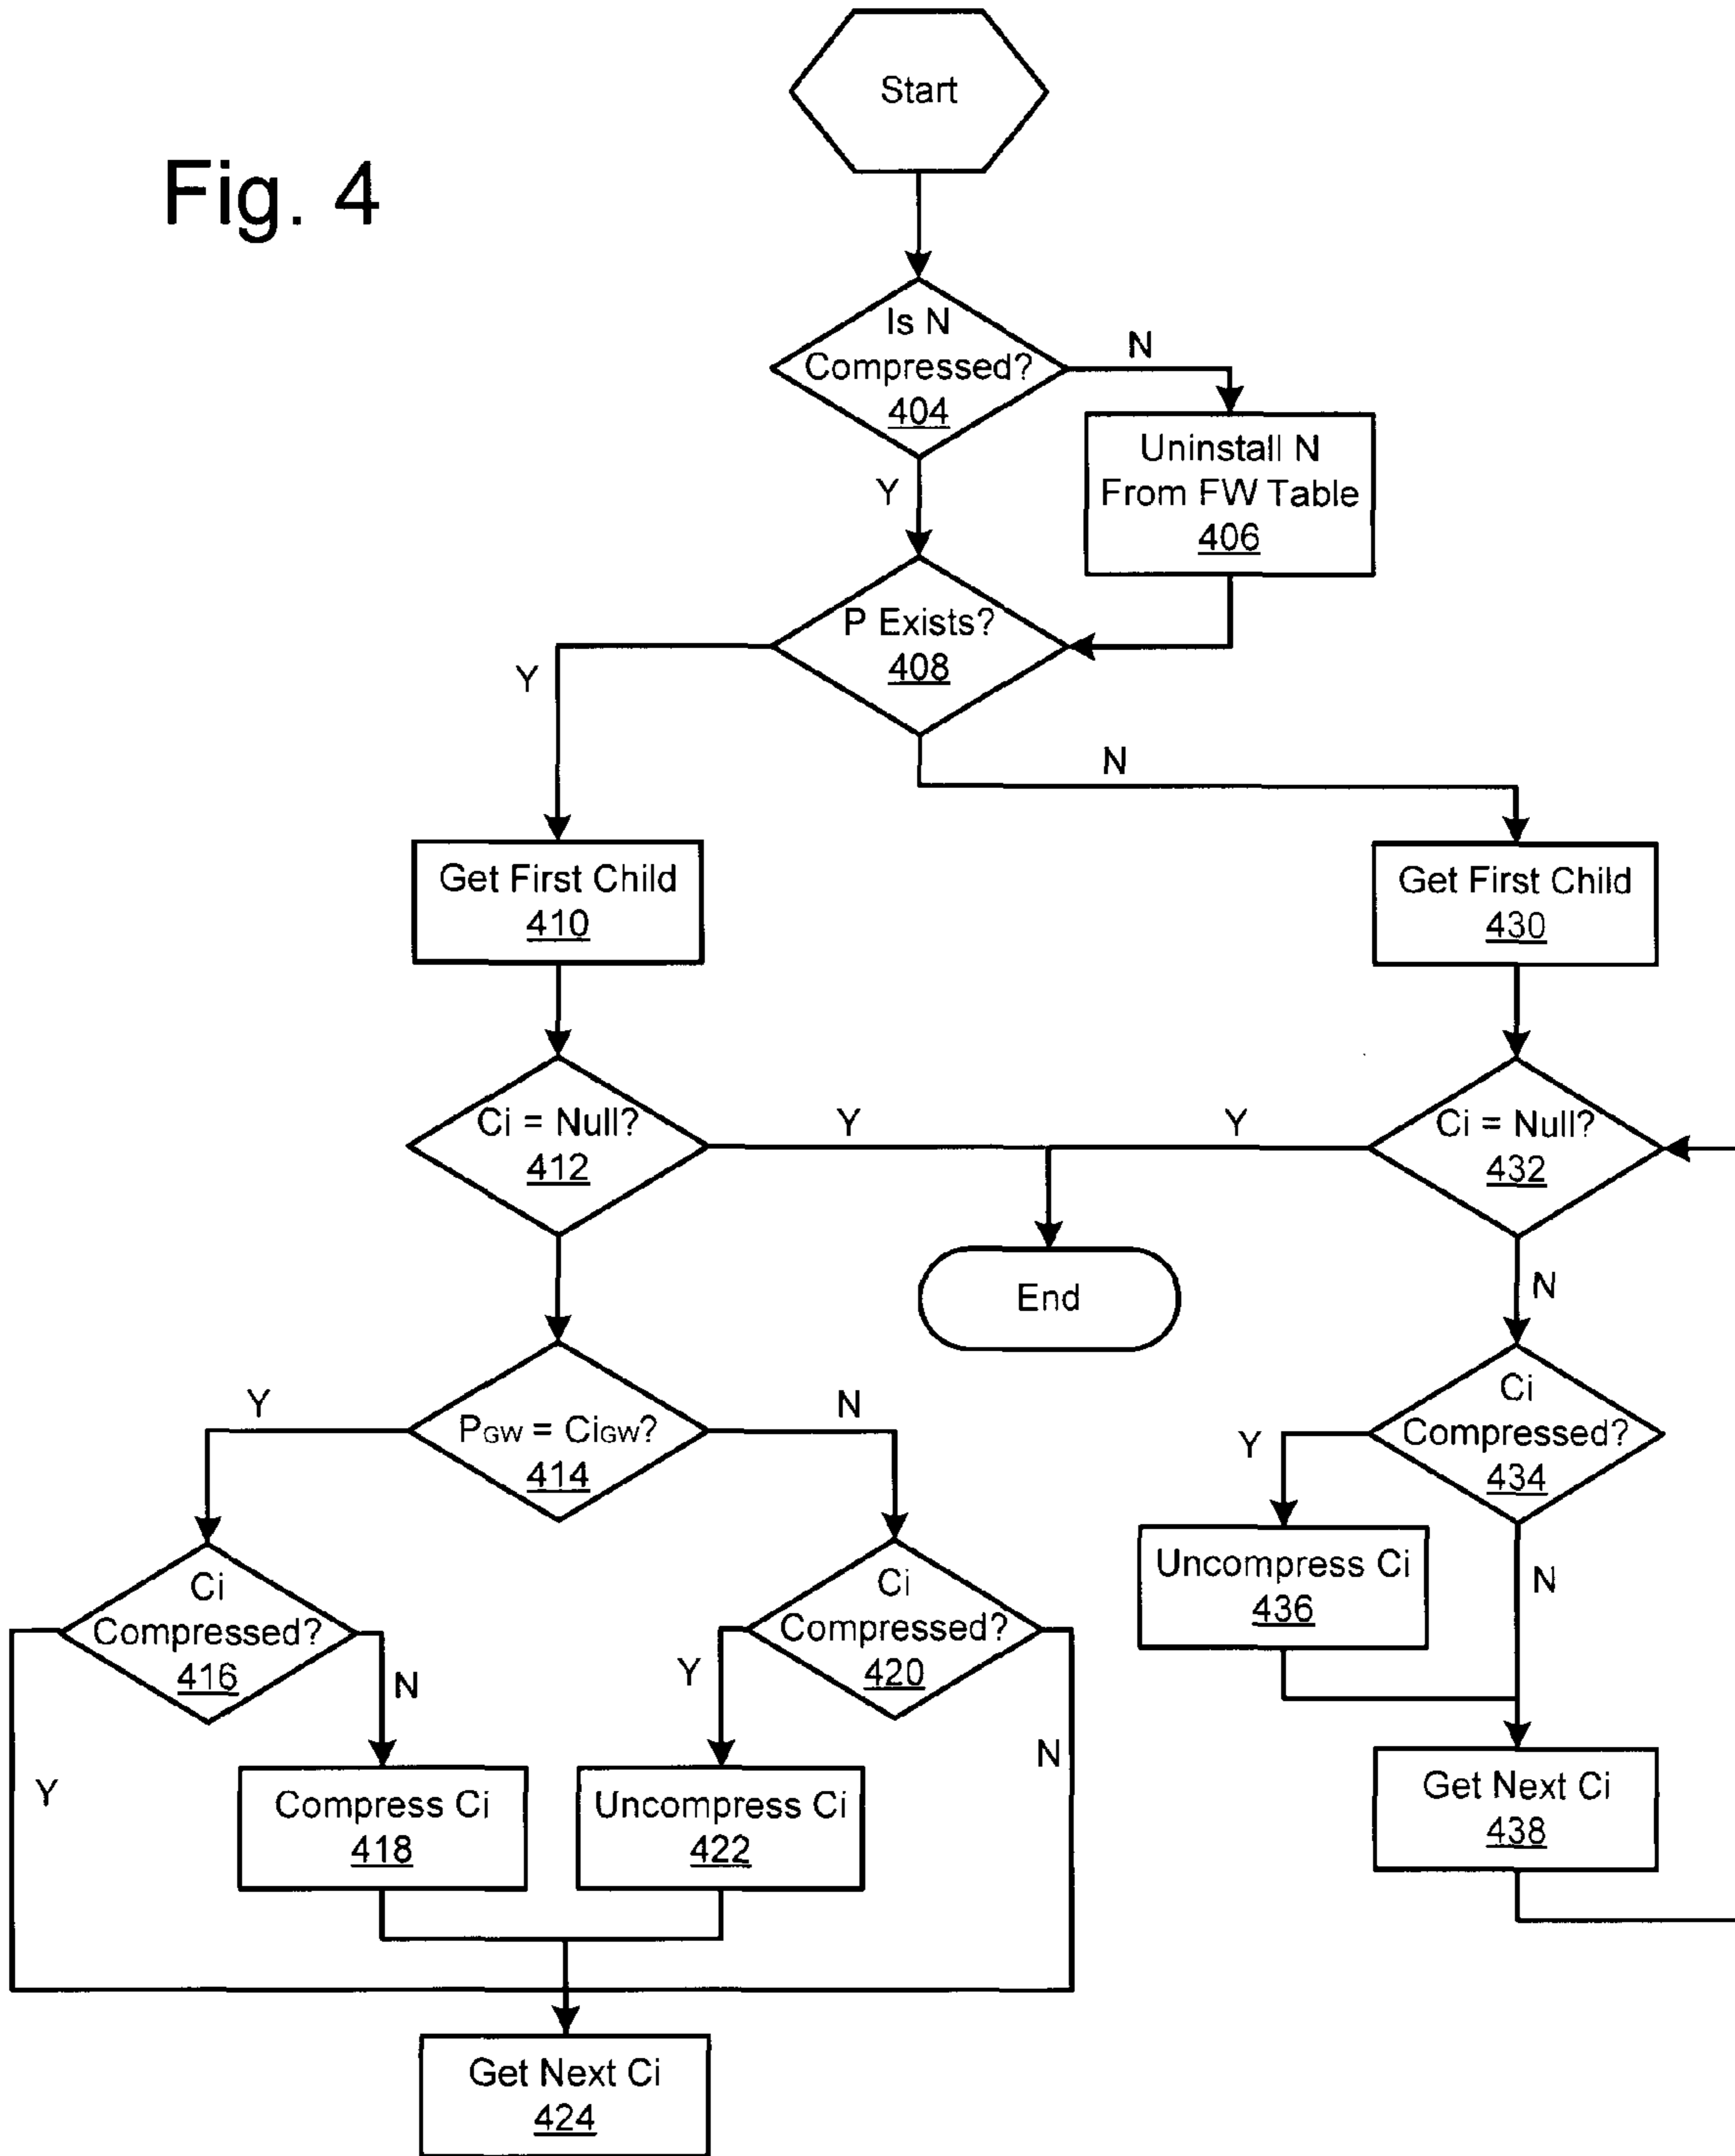 Fig. 4
Start
Is N
Compressed?
404
N
Y
Uninstall N
From FW Table
406
P Exists?
408
Y
N
Get First Child
410
Get First Child
430
Ci = Null?
412
Y
Y
Ci = Null?
432
End
N
PGW = CiGW?
414
Y
N
Ci
Compressed?
434
Y
N
Uncompress Ci
436
Ci
Compressed?
416
N
Y
Ci
Compressed?
420
Y
N
Compress Ci
418
Uncompress Ci
422
Get Next Ci
438
Get Next Ci
424